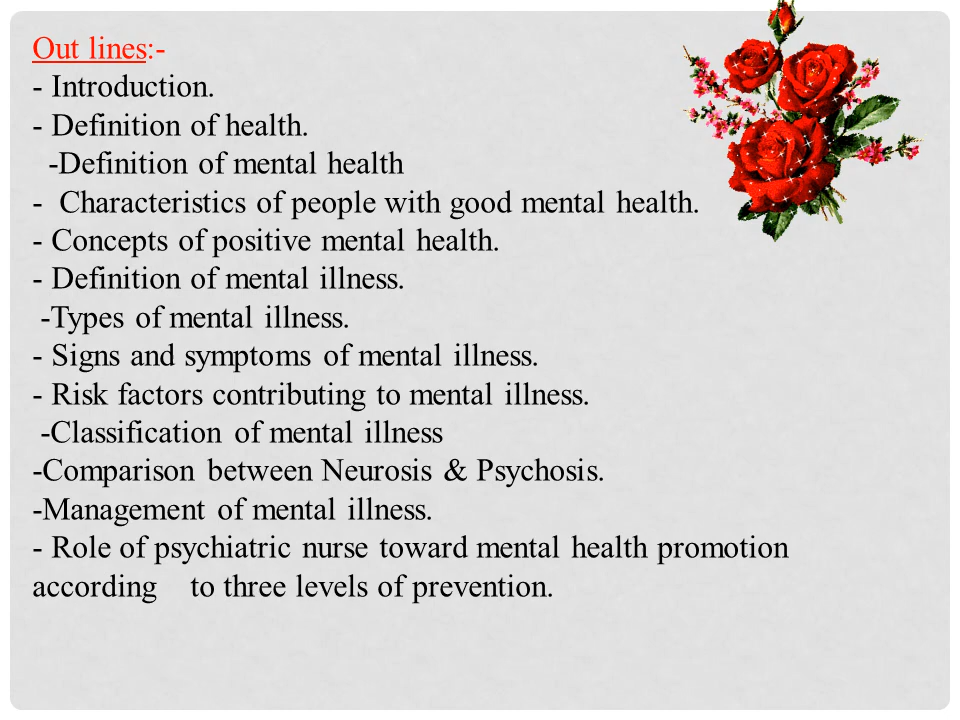 Out lines:-
- Introduction.
- Definition of health.
-Definition of mental health
- Characteristics of people with good mental health.
- Concepts of positive mental health.
- Definition of mental illness.
-Types of mental illness.
- Signs and symptoms of mental illness.
- Risk factors contributing to mental illness.
-Classification of mental illness
-Comparison between Neurosis & Psychosis.
-Management of mental illness.
- Role of psychiatric nurse toward mental health promotion
according    to three levels of prevention.